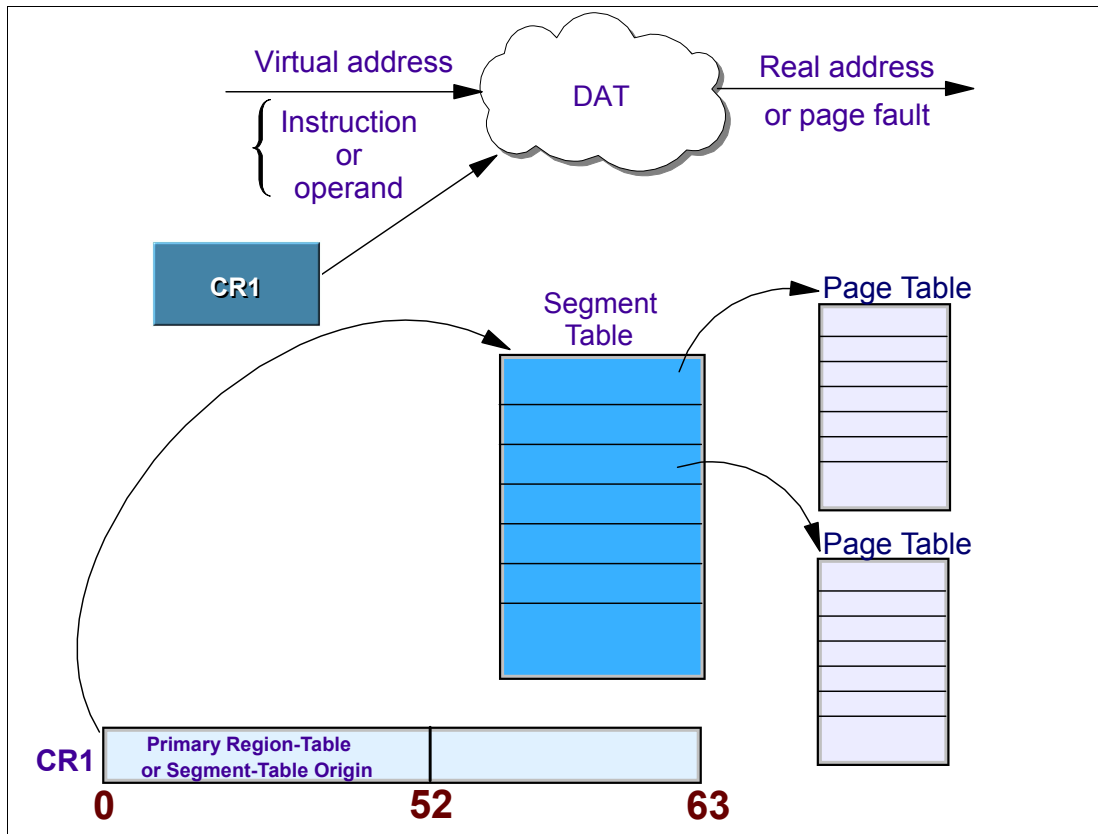 Virtual address
Instruction
or
operand
DAT
Real address
or page fault
CR1
Segment
Table
Page Table
Page Table
CR1
Primary Region-Table
or Segment-Table Origin
0
52
63